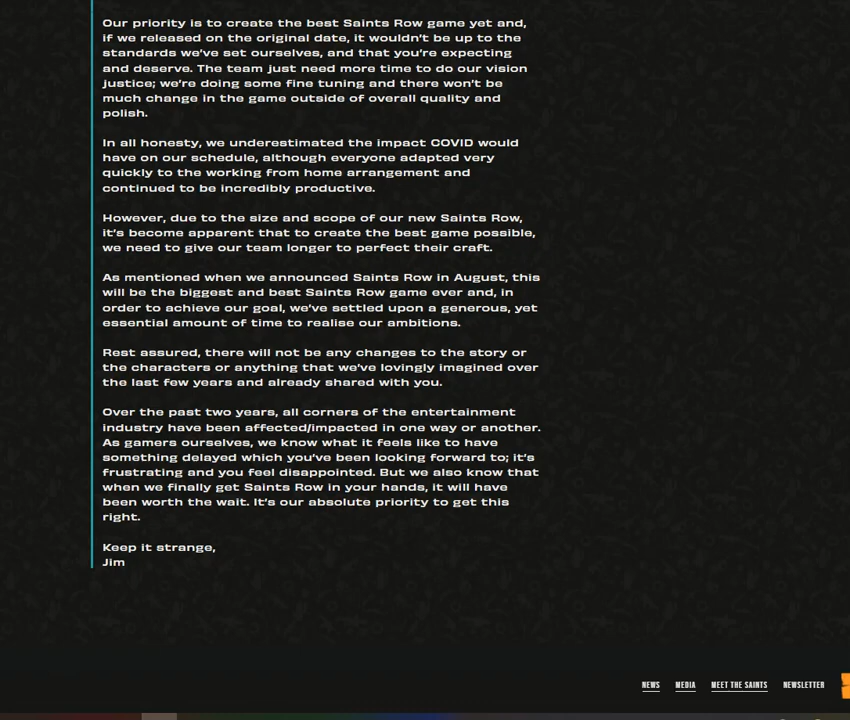 Our priority is to create the best Saints Row game yet and,
if we released on the original date, it wouldn't be up to the
standards we've set ourselves, and that you're expecting
and deserve. The team just need more time to do our vision
justice; we're doing some fine tuning and there won't be
much change in the game outside of overall quality and
polish.
In all honesty, we underestimated the impact COVID would
have on our schedule, although everyone adapted very
quickly to the working from home arrangement and
continued to be incredibly productive.
However, due to the size and scope of our new Saints Row,
it's become apparent that to create the best game possible,
we need to give our team longer to perfect their craft.
As mentioned when we announced Saints Row in August, this
will be the biggest and best Saints Row game ever and, in
order to achieve our goal, we've settled upon a generous, yet
essential amount of time to realise our ambitions.
Rest assured, there will not be any changes to the story or
the characters or anything that we've lovingly imagined over
the last few years and already shared with you.
Over the past two years, all corners of the entertainment
industry have been affected/impacted in one way or another.
As gamers ourselves, we know what it feels like to have
something delayed which you've been looking forward to; it's
frustrating and you feel disappointed. But we also know that
when we finally get Saints Row in your hands, it will have
been worth the wait. It's our absolute priority to get this
right.
Keep it strange,
Jim
NEWS MEDIA MEET THE SAINTS NEWSLETTER